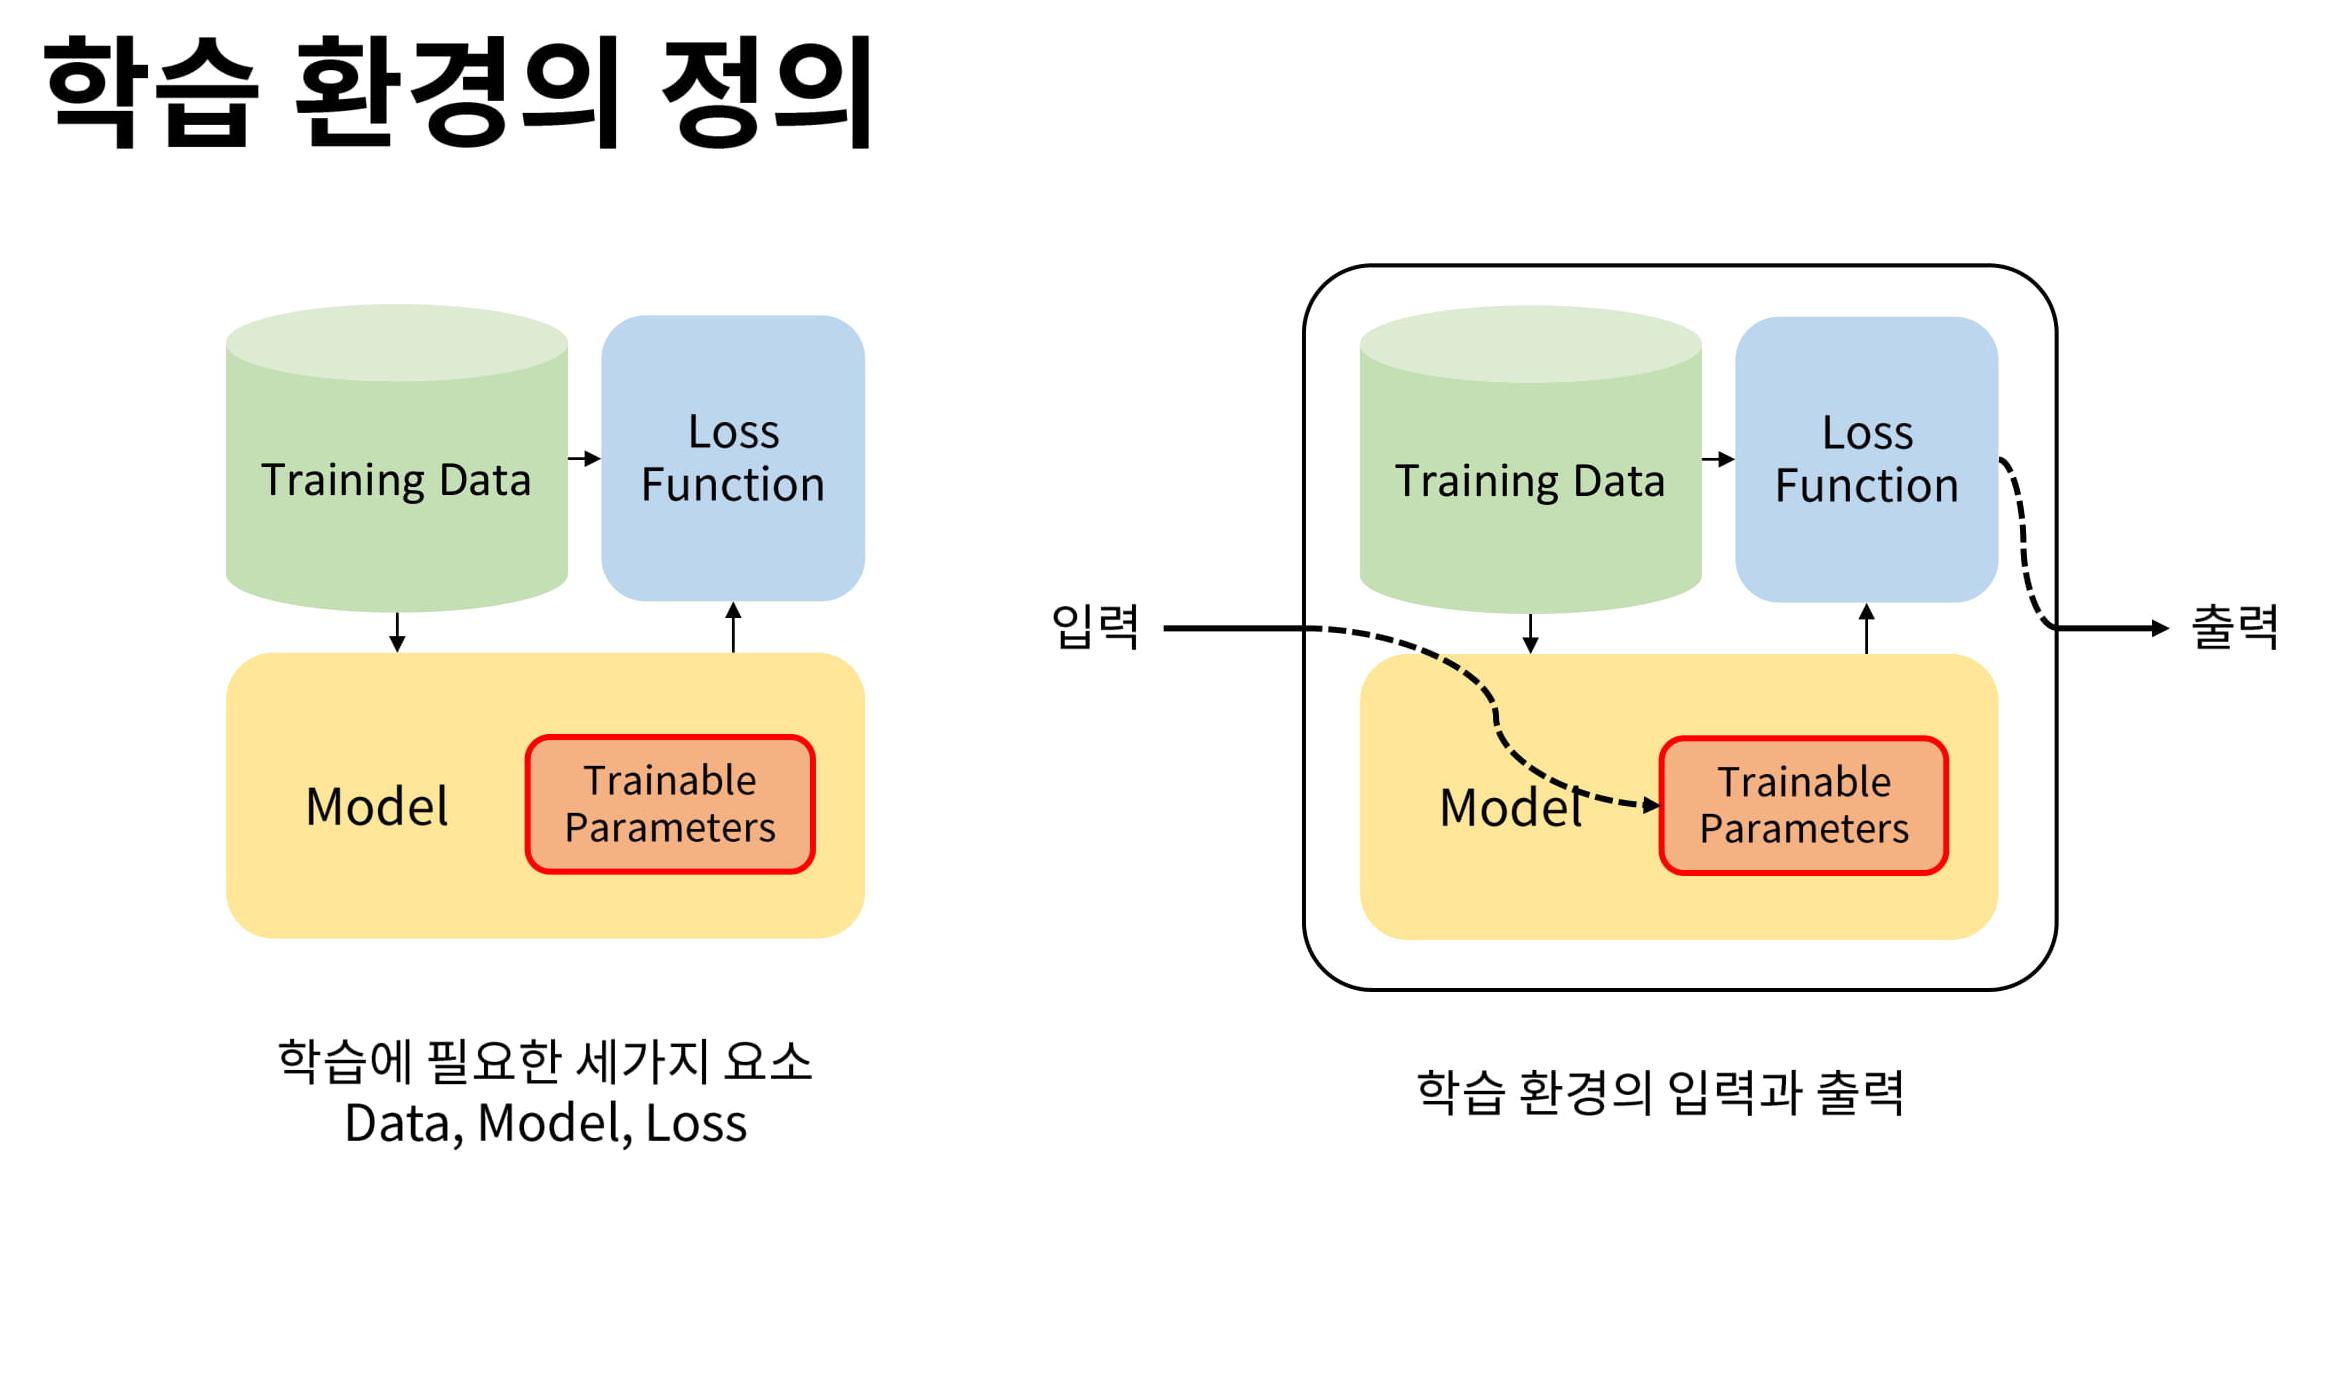 학습 환경의 정의
Training Data
Loss
Function
Model
Trainable
Parameters
학습에 필요한 세가지 요소
Data, Model, Loss
입력
Training Data
Loss
Function
Model
Trainable
Parameters
출력
학습 환경의 입력과 출력